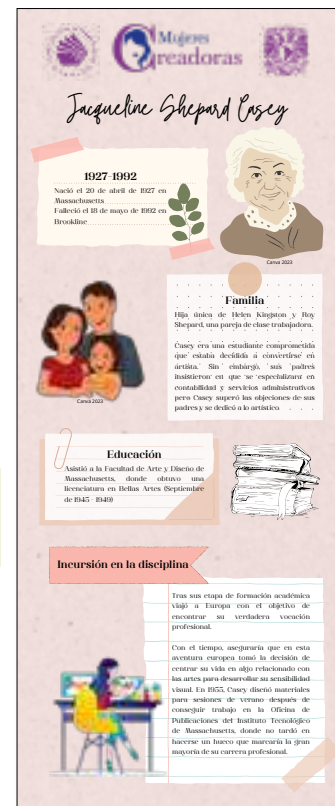 Mujeres
Creadoras
Jacqueline Shepard Casey
1927-1992
Nació el 20 de abril de 1927 en
Massachusetts
Falleció el 18 de mayo de 1992 en
Brookline
Canva 2023
Familia
Hija única de Helen Kingston y Roy
Shepard, una pareja de clase trabajadora.
Casey era una estudiante comprometida
que estaba decidida a convertirse en
artista. Sin embargo, sus padres
insistieron en que se especializara en
contabilidad y servicios administrativos
pero Casey superó las objeciones de sus
padres y se dedicó a lo artístico
Canva 2023
Educación
Asistió a la Facultad de Arte y Diseño de
Massachusetts, donde obtuvo una
licenciatura en Bellas Artes (Septiembre
de 1945 - 1949)
Incursión en la disciplina
Tras sus etapa de formación académica
viajó a Europa con el objetivo de
encontrar su verdadera vocación
profesional.
Con el tiempo, aseguraría que en esta
aventura europea tomó la decisión de
centrar su vida en algo relacionado con
las artes para desarrollar su sensibilidad
visual. En 1955, Casey diseñó materiales
para sesiones de verano después de
conseguir trabajo en la Oficina de
Publicaciones del Instituto Tecnológico
de Massachusetts, donde no tardó en
hacerse un hueco que marcaría la gran
mayoría de su carrera profesional.